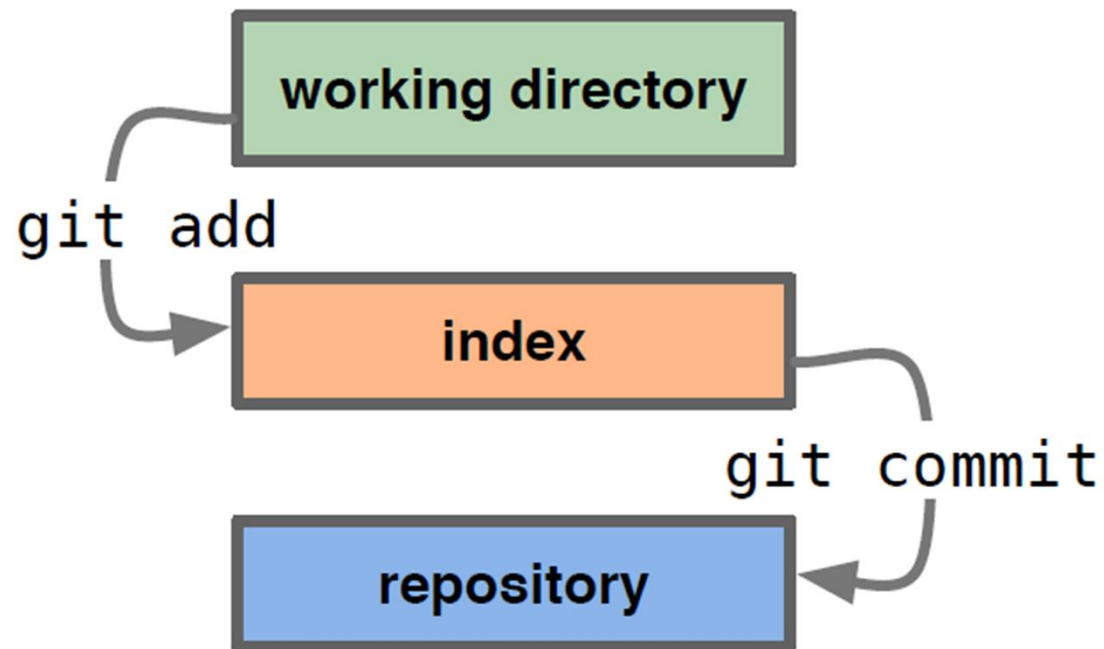 working directory
git add
index
git commit
repository